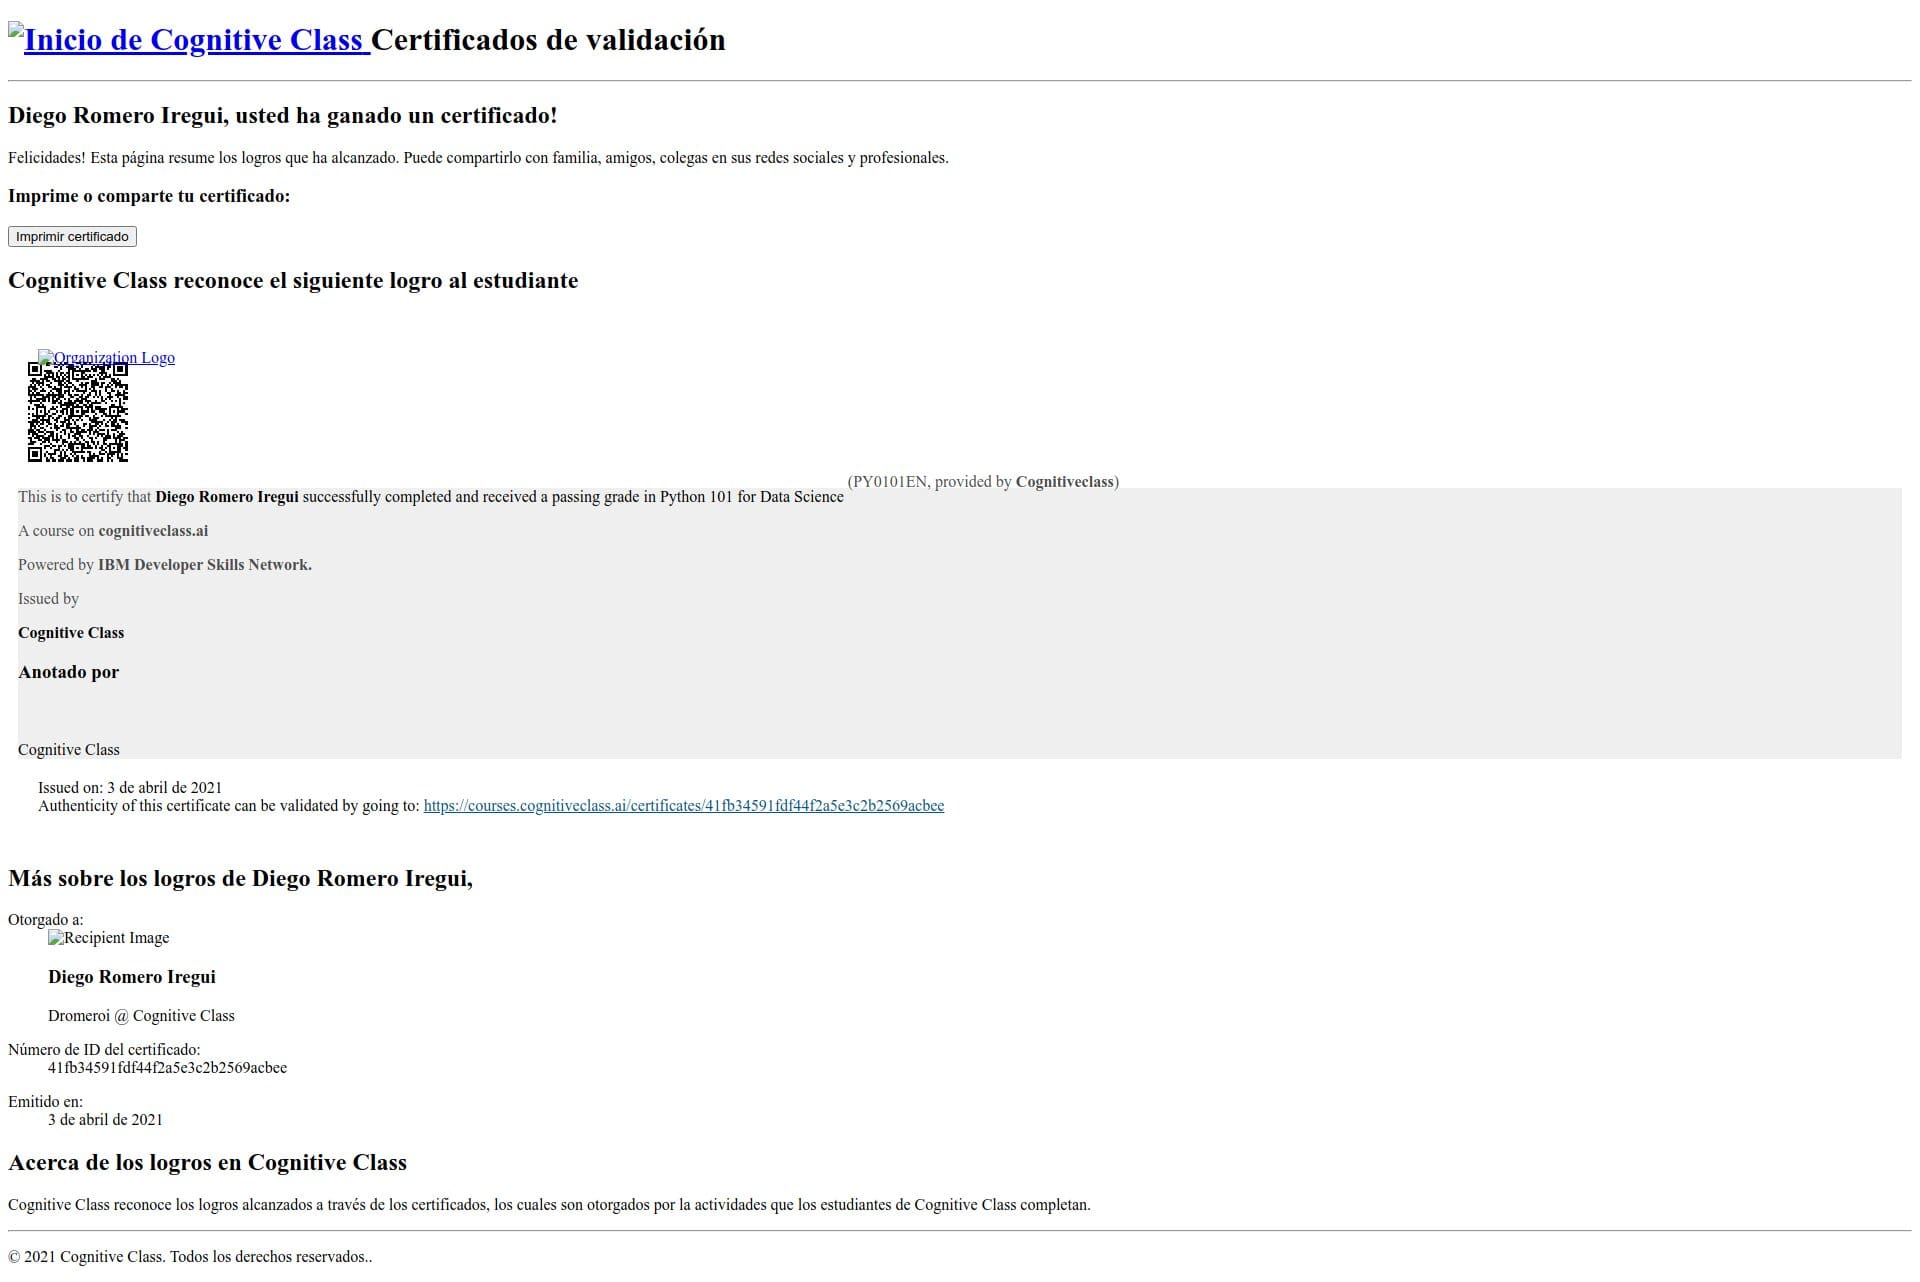 Inicio de Cognitive Class Certificados de validación
Diego Romero Iregui, usted ha ganado un certificado!
Felicidades! Esta página resume los logros que ha alcanzado. Puede compartirlo con familia, amigos, colegas en sus redes sociales y profesionales.
Imprime o comparte tu certificado:
Imprimir certificado
Cognitive Class reconoce el siguiente logro al estudiante
Organization Logo
(PY0101EN, provided by Cognitiveclass)
This is to certify that Diego Romero Iregui successfully completed and received a passing grade in Python 101 for Data Science
A course on cognitiveclass.ai
Powered by IBM Developer Skills Network.
Issued by
Cognitive Class
Anotado por
Cognitive Class
Issued on: 3 de abril de 2021
Authenticity of this certificate can be validated by going to: https://courses.cognitiveclass.ai/certificates/41fb34591fdf44f2a5e3c2b2569acbee
Más sobre los logros de Diego Romero Iregui,
Otorgado a:
Recipient Image
Diego Romero Iregui
Dromeroi @ Cognitive Class
Número de ID del certificado:
41fb34591fdf44f2a5e3c2b2569acbee
Emitido en:
3 de abril de 2021
Acerca de los logros en Cognitive Class
Cognitive Class reconoce los logros alcanzados a través de los certificados, los cuales son otorgados por la actividades que los estudiantes de Cognitive Class completan.
© 2021 Cognitive Class. Todos los derechos reservados..